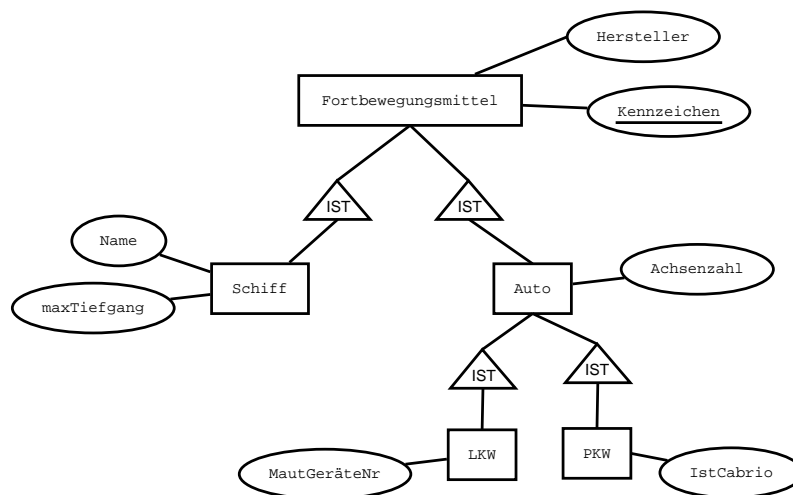 Hersteller
Fortbewegungsmittel
Kennzeichen
IST
IST
Name
Schiff
Auto
Achsenzahl
maxTiefgang
IST
IST
LKW
PKW
MautGeräteNr
IstCabrio